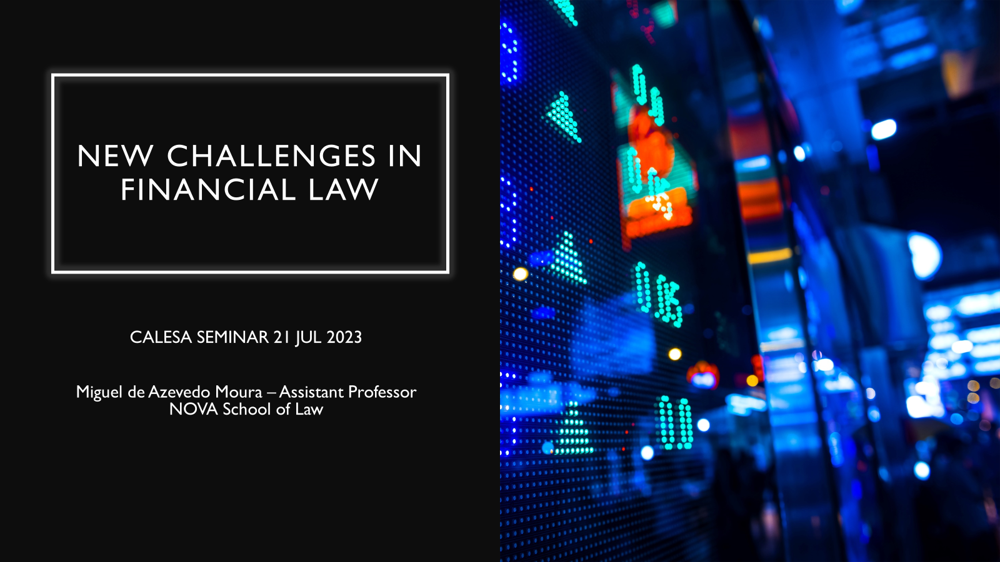 NEW CHALLENGES IN
FINANCIAL LAW
CALESA SEMINAR 21 JUL 2023
Miguel de Azevedo Moura – Assistant Professor
NOVA School of Law